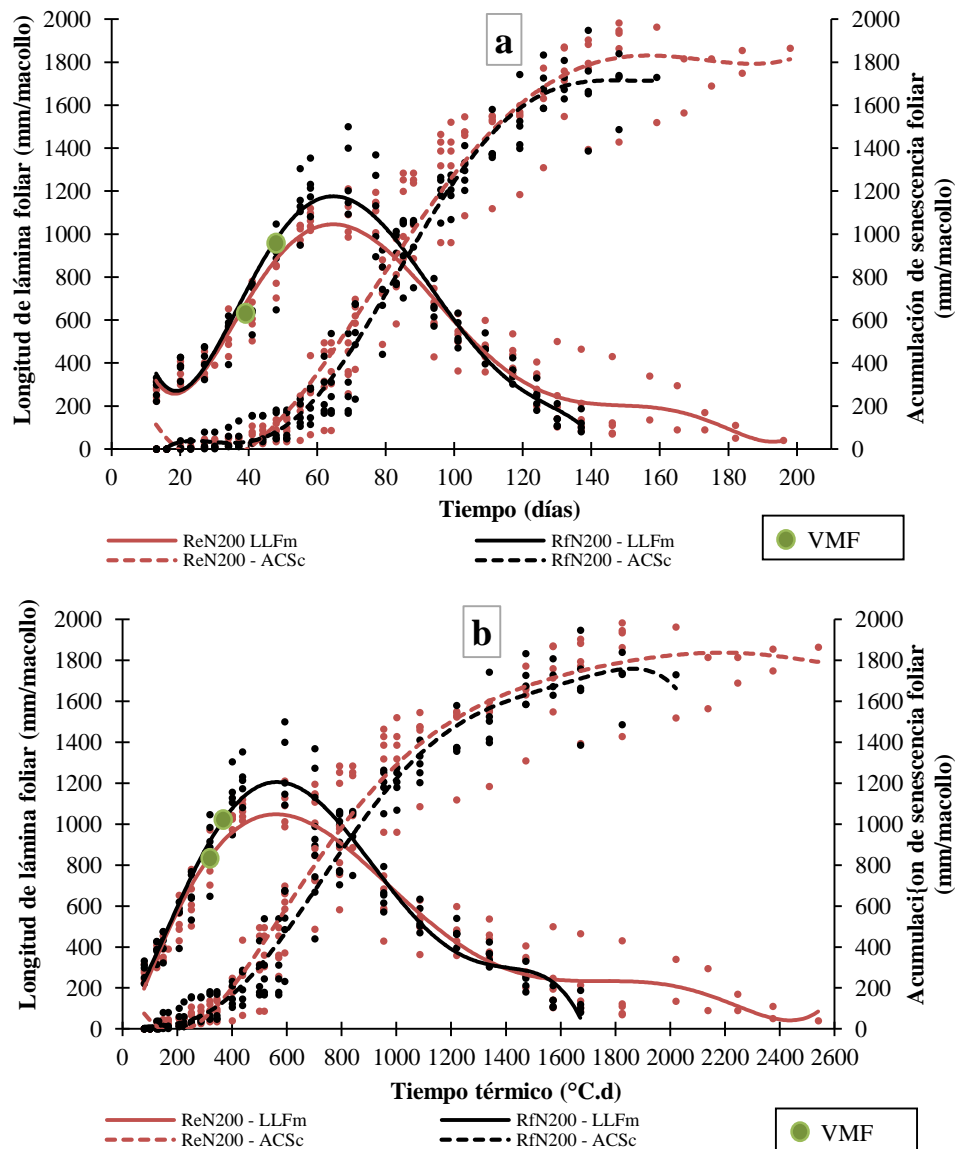 a
Longitud de lámina foliar (mm/macollo)
2000
1800
1600
1400
1200
1000
800
600
400
200
0
2000
1800
1600
1400
1200
1000
800
600
400
200
0
Acumulación de senescencia foliar
(mm/macollo)
0 20 40 60 80 100 120 140 160 180 200
Tiempo (días)
ReN200 LLFm
RfN200 - LLFm
ReN200 - ACSc
RfN200 - ACSc
VMF
b
Longitud de lámina foliar (mm/macollo)
2000
1800
1600
1400
1200
1000
800
600
400
200
0
2000
1800
1600
1400
1200
1000
800
600
400
200
0
Acumulaci{on de senescencia foliar
(mm/macollo)
0 200 400 600 800 1000 1200 1400 1600 1800 2000 2200 2400 2600
Tiempo térmico (°C.d)
ReN200 - LLFm
RfN200 - LLFm
ReN200 - ACSc
RfN200 - ACSc
VMF